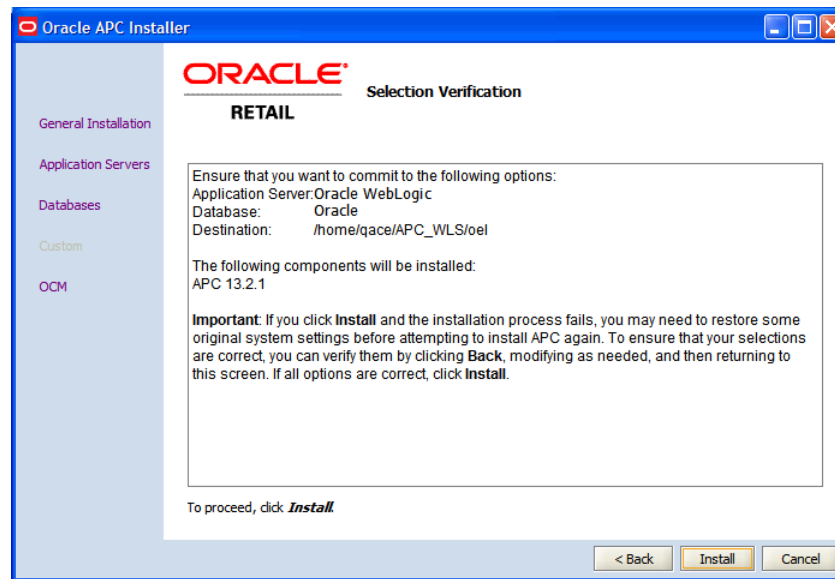 Oracle APC Installer
ORACLE
RETAIL
Selection Verification
General Installation
Application Servers
Databases
Custom
OCM
Ensure that you want to commit to the following options:
Application Server:Oracle WebLogic
Database: Oracle
Destination: /home/qace/APC_WLS/oel
The following components will be installed:
APC 13.2.1
Important: If you click Install and the installation process fails, you may need to restore some
original system settings before attempting to install APC again. To ensure that your selections
are correct, you can verify them by clicking Back, modifying as needed, and then returning to
this screen. If all options are correct, click Install.
To proceed, click Install.
< Back
Install
Cancel